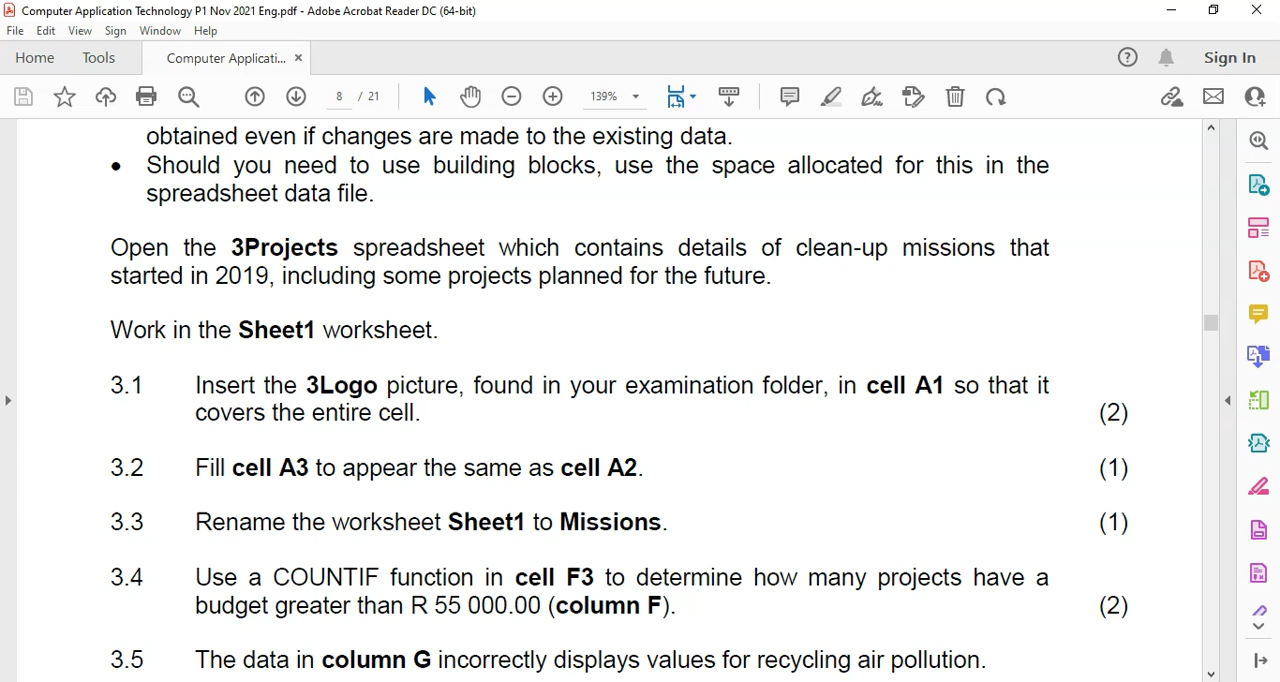 Computer Application Technology P1 Nov 2021 Eng.pdf - Adobe Acrobat Reader DC (64-bit)
File Edit View Sign Window Help
Home Tools Computer Applicati... × Sign In
8 / 21 139%
obtained even if changes are made to the existing data.
• Should you need to use building blocks, use the space allocated for this in the
spreadsheet data file.
Open the 3Projects spreadsheet which contains details of clean-up missions that
started in 2019, including some projects planned for the future.
Work in the Sheet1 worksheet.
3.1 Insert the 3Logo picture, found in your examination folder, in cell A1 so that it
covers the entire cell. (2)
3.2 Fill cell A3 to appear the same as cell A2. (1)
3.3 Rename the worksheet Sheet1 to Missions. (1)
3.4 Use a COUNTIF function in cell F3 to determine how many projects have a
budget greater than R 55 000.00 (column F). (2)
3.5 The data in column G incorrectly displays values for recycling air pollution.